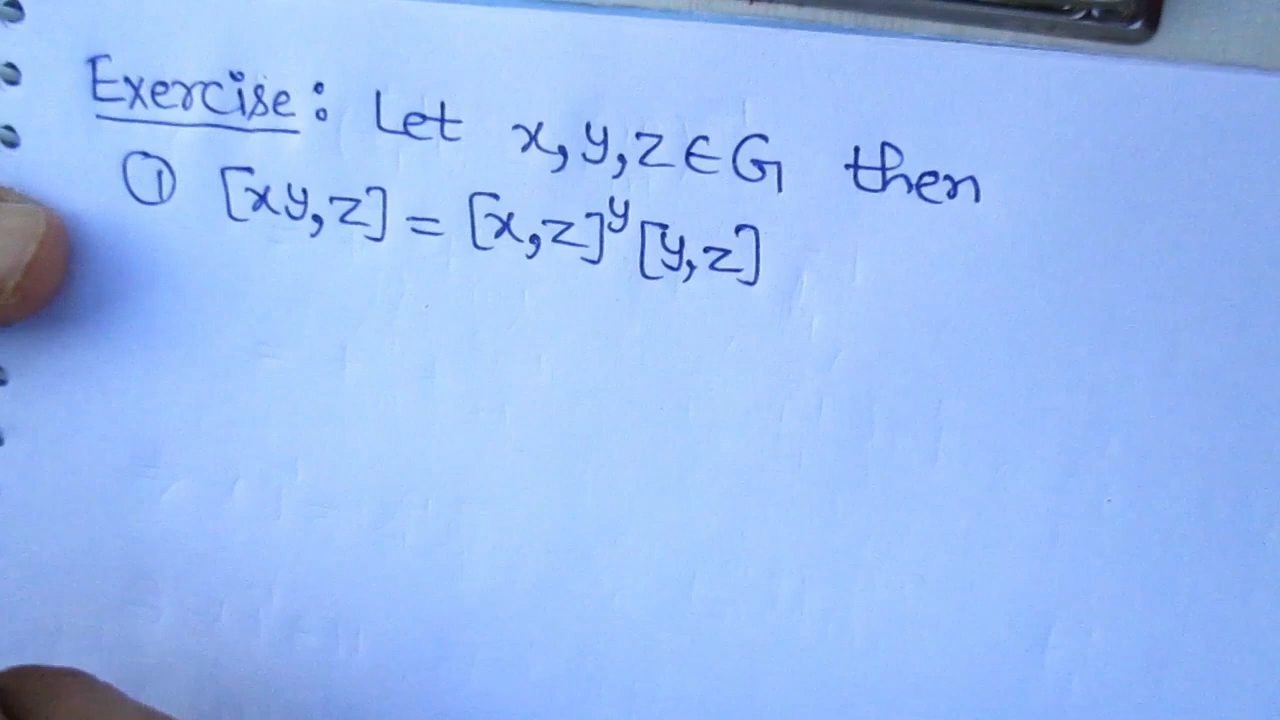 Exercise: Let x, y, z ∈ G then
① [xy, z] = [x, z]ʸ [y, z]